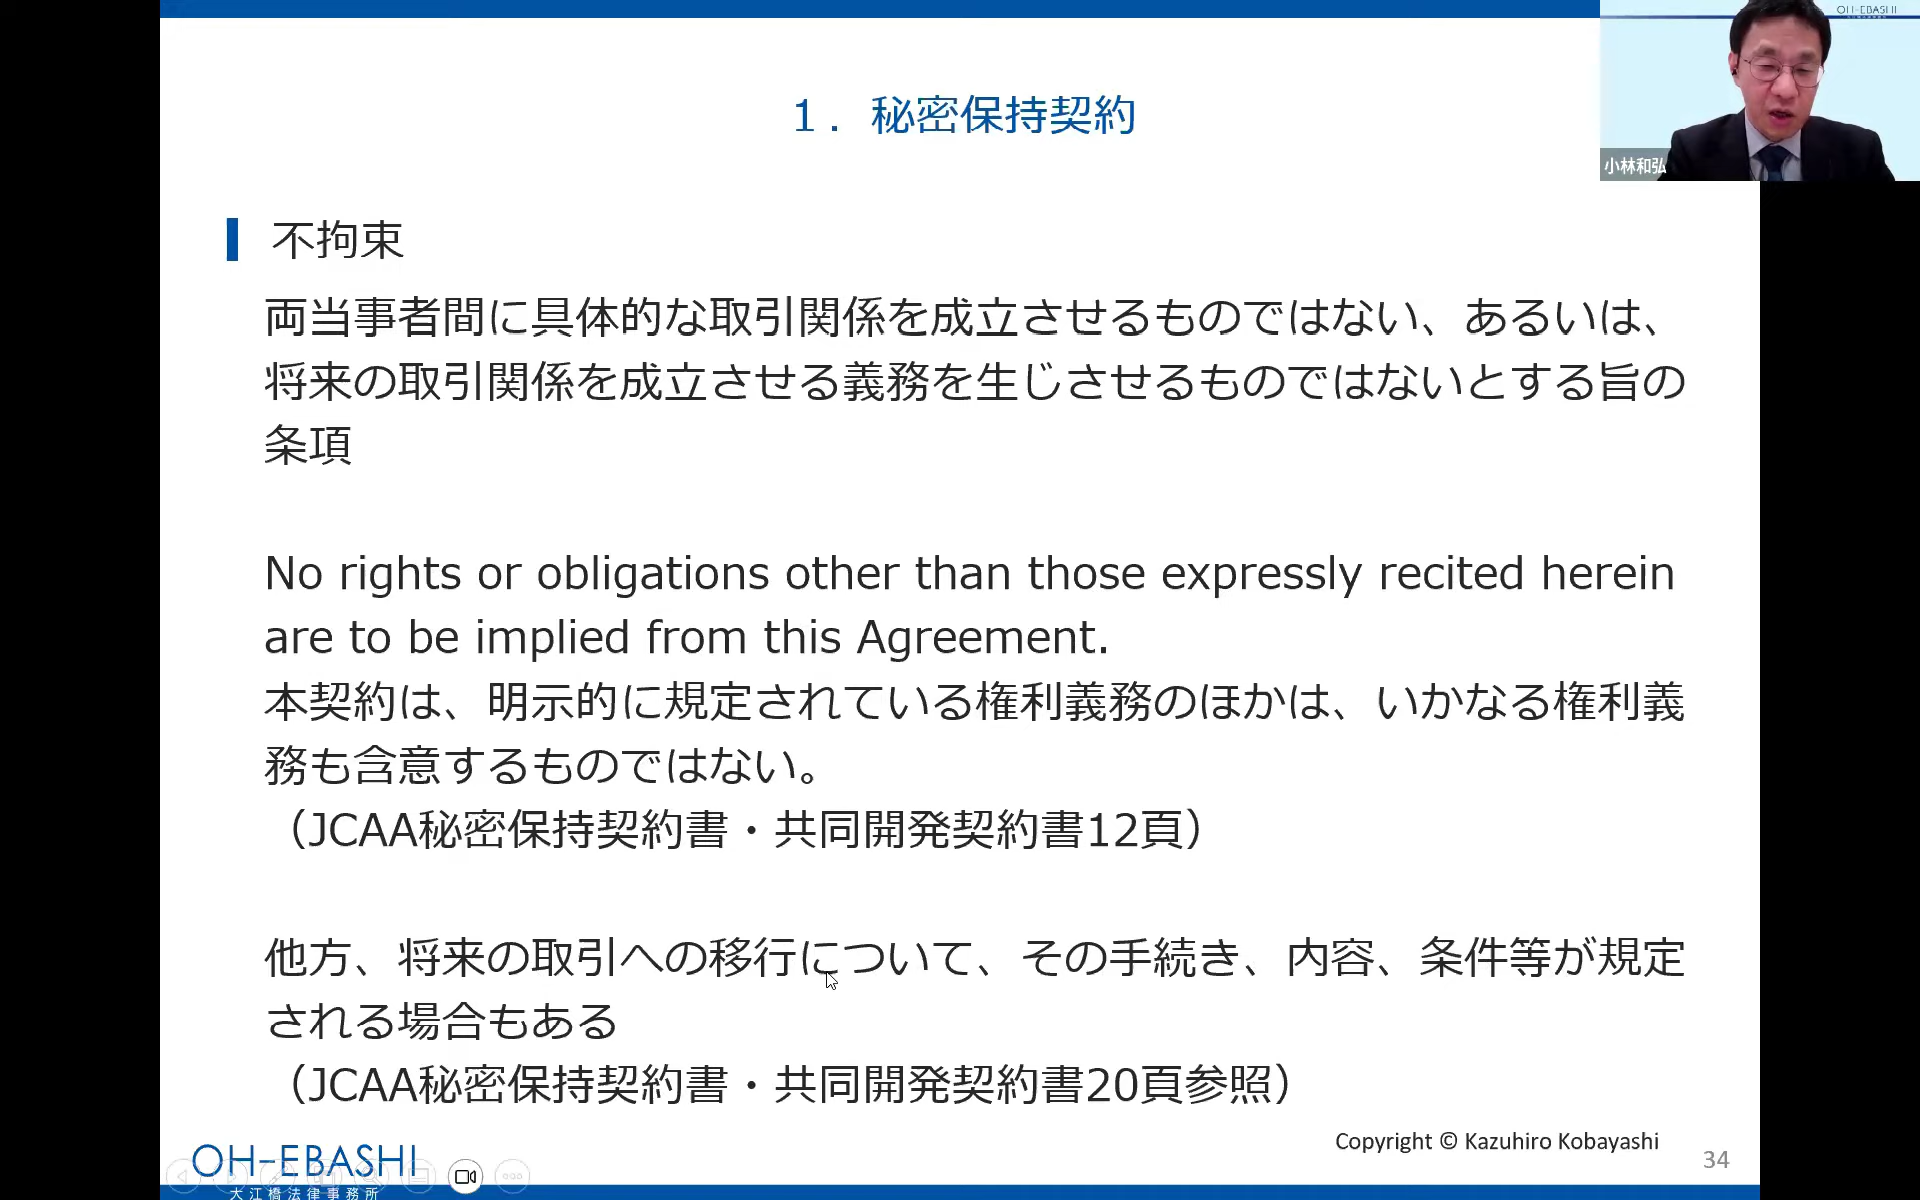 OH-EBASHI
小林和弘
１．秘密保持契約
不拘束
両当事者間に具体的な取引関係を成立させるものではない、あるいは、
将来の取引関係を成立させる義務を生じさせるものではないとする旨の
条項
No rights or obligations other than those expressly recited herein
are to be implied from this Agreement.
本契約は、明示的に規定されている権利義務のほかは、いかなる権利義
務も含意するものではない。
（JCAA秘密保持契約書・共同開発契約書12頁）
他方、将来の取引への移行について、その手続き、内容、条件等が規定
される場合もある
（JCAA秘密保持契約書・共同開発契約書20頁参照）
Copyright © Kazuhiro Kobayashi
34
OH-EBASHI
大江橋法律事務所